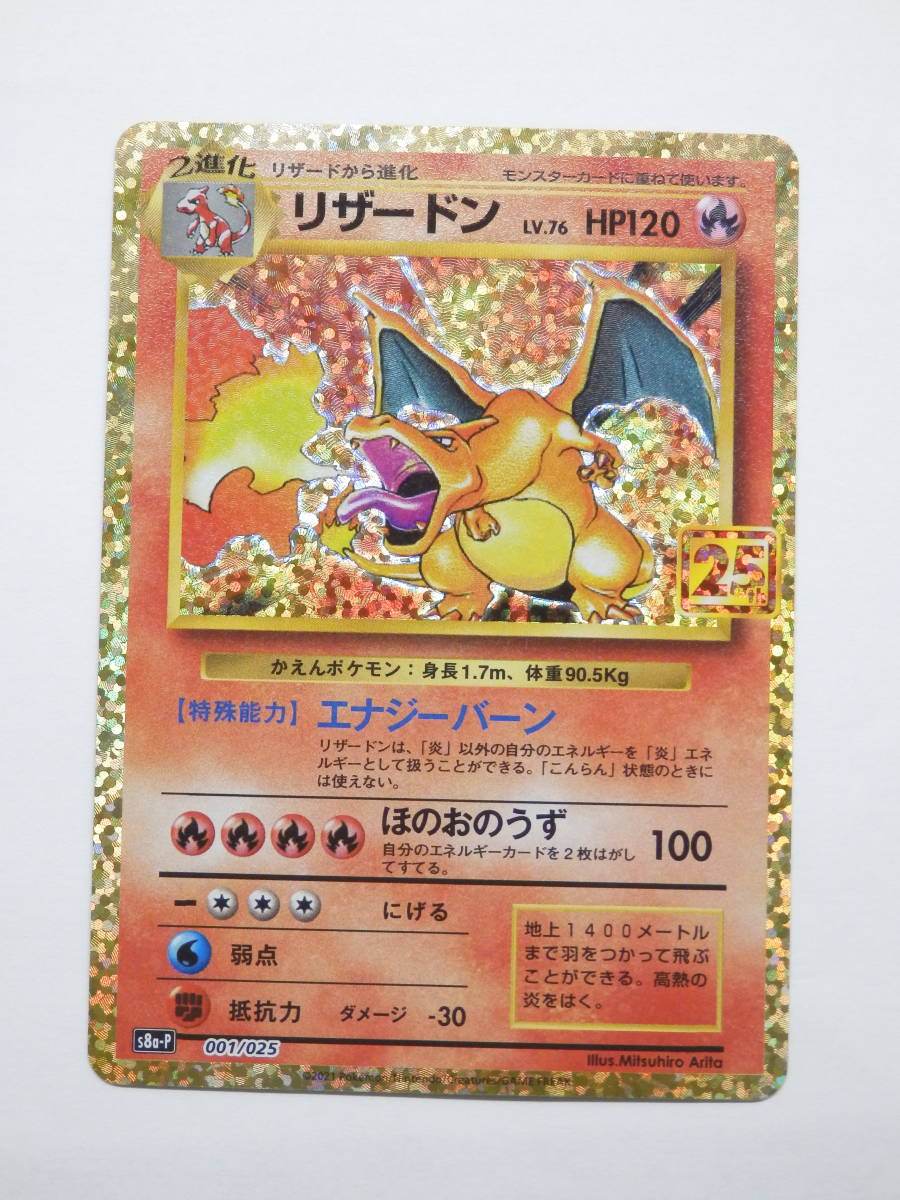 2進化
リザードから進化
モンスターカードに重ねて使います。
リザードン LV.76 HP120
25th
かえんポケモン：身長1.7m、体重90.5Kg
【特殊能力】エナジーバーン
リザードンは、「炎」以外の自分のエネルギーを「炎」エネ
ルギーとして扱うことができる。「こんらん」状態のときに
は使えない。
ほのおのうず 100
自分のエネルギーカードを2枚はがし
てすてる。
ー にげる
弱点
抵抗力 ダメージ -30
地上1400メートル
まで羽をつかって飛ぶ
ことができる。高熱の
炎をはく。
s8a-P 001/025
Illus.Mitsuhiro Arita
©2021 Pokémon/Nintendo/Creatures/GAME FREAK